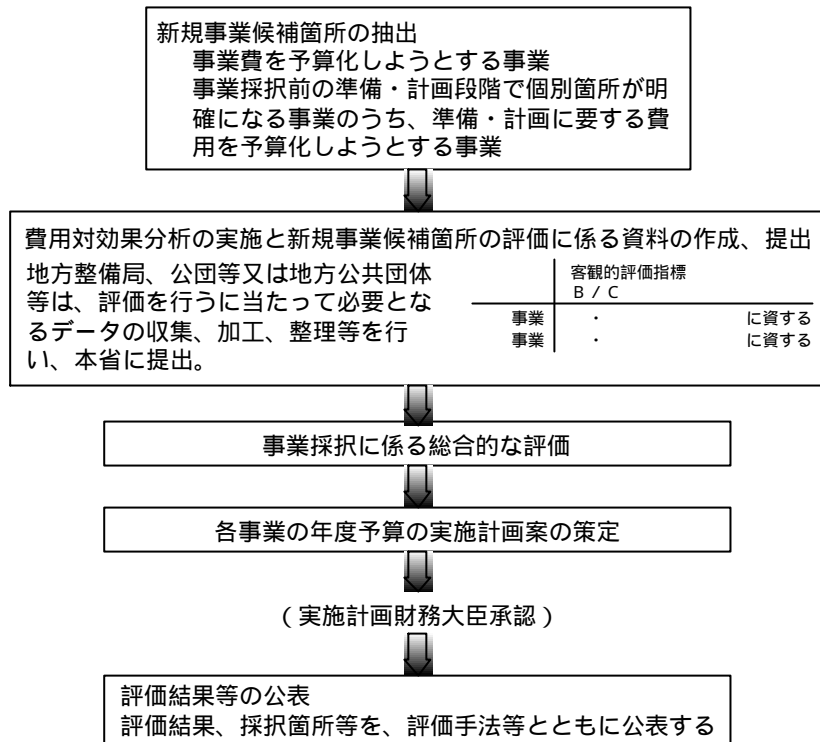 新規事業候補箇所の抽出
事業費を予算化しようとする事業
事業採択前の準備・計画段階で個別箇所が明
確になる事業のうち、準備・計画に要する費
用を予算化しようとする事業
費用対効果分析の実施と新規事業候補箇所の評価に係る資料の作成、提出
地方整備局、公団等又は地方公共団体
等は、評価を行うに当たって必要とな
るデータの収集、加工、整理等を行
い、本省に提出。
客観的評価指標
B / C
事業 ・ に資する
事業 ・ に資する
事業採択に係る総合的な評価
各事業の年度予算の実施計画案の策定
(実施計画財務大臣承認)
評価結果等の公表
評価結果、採択箇所等を、評価手法等とともに公表する